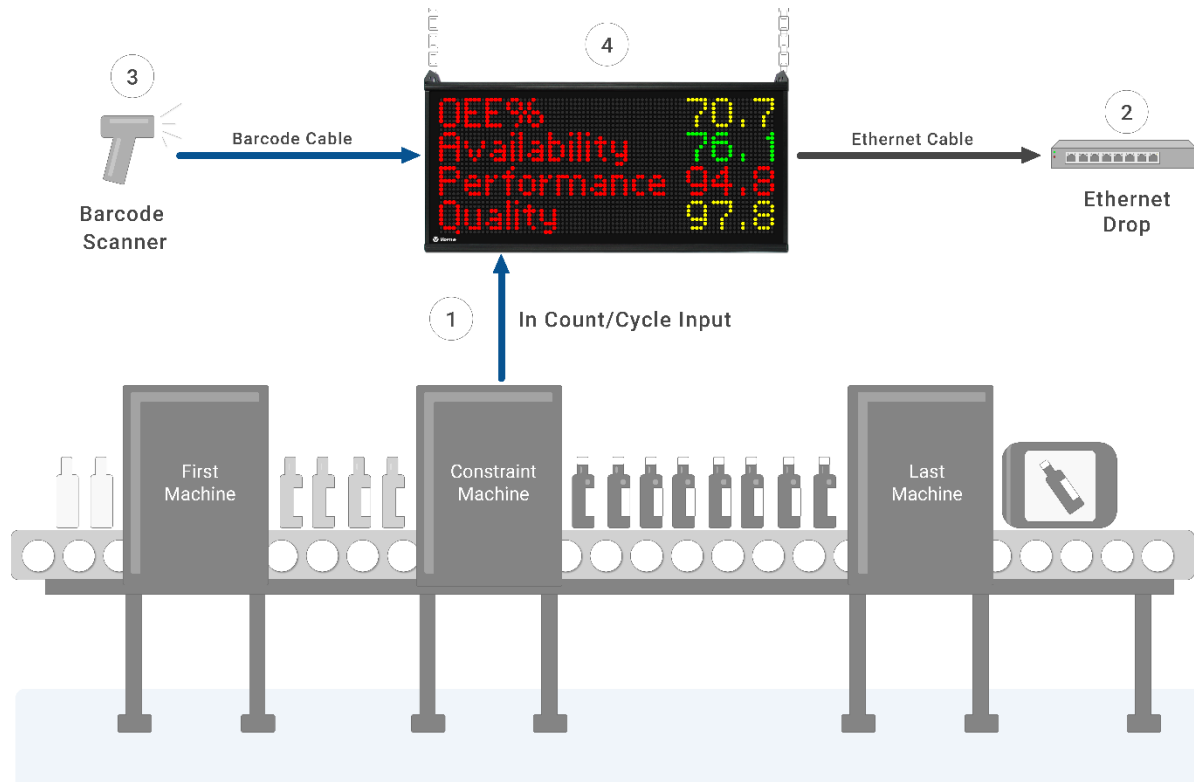 4
3
2
Barcode Cable
Ethernet Cable
OEE% 70.7
Availability 76.1
Performance 94.8
Quality 97.8
Barcode
Scanner
Ethernet
Drop
1
In Count/Cycle Input
First
Machine
Constraint
Machine
Last
Machine